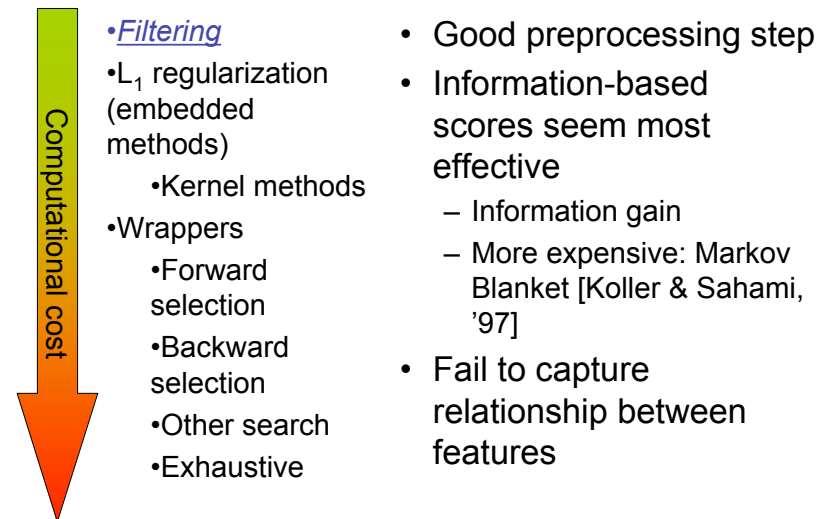 Computational cost
•Filtering
•L₁ regularization
(embedded
methods)
•Kernel methods
•Wrappers
•Forward
selection
•Backward
selection
•Other search
•Exhaustive
• Good preprocessing step
• Information-based
scores seem most
effective
– Information gain
– More expensive: Markov
Blanket [Koller & Sahami,
’97]
• Fail to capture
relationship between
features